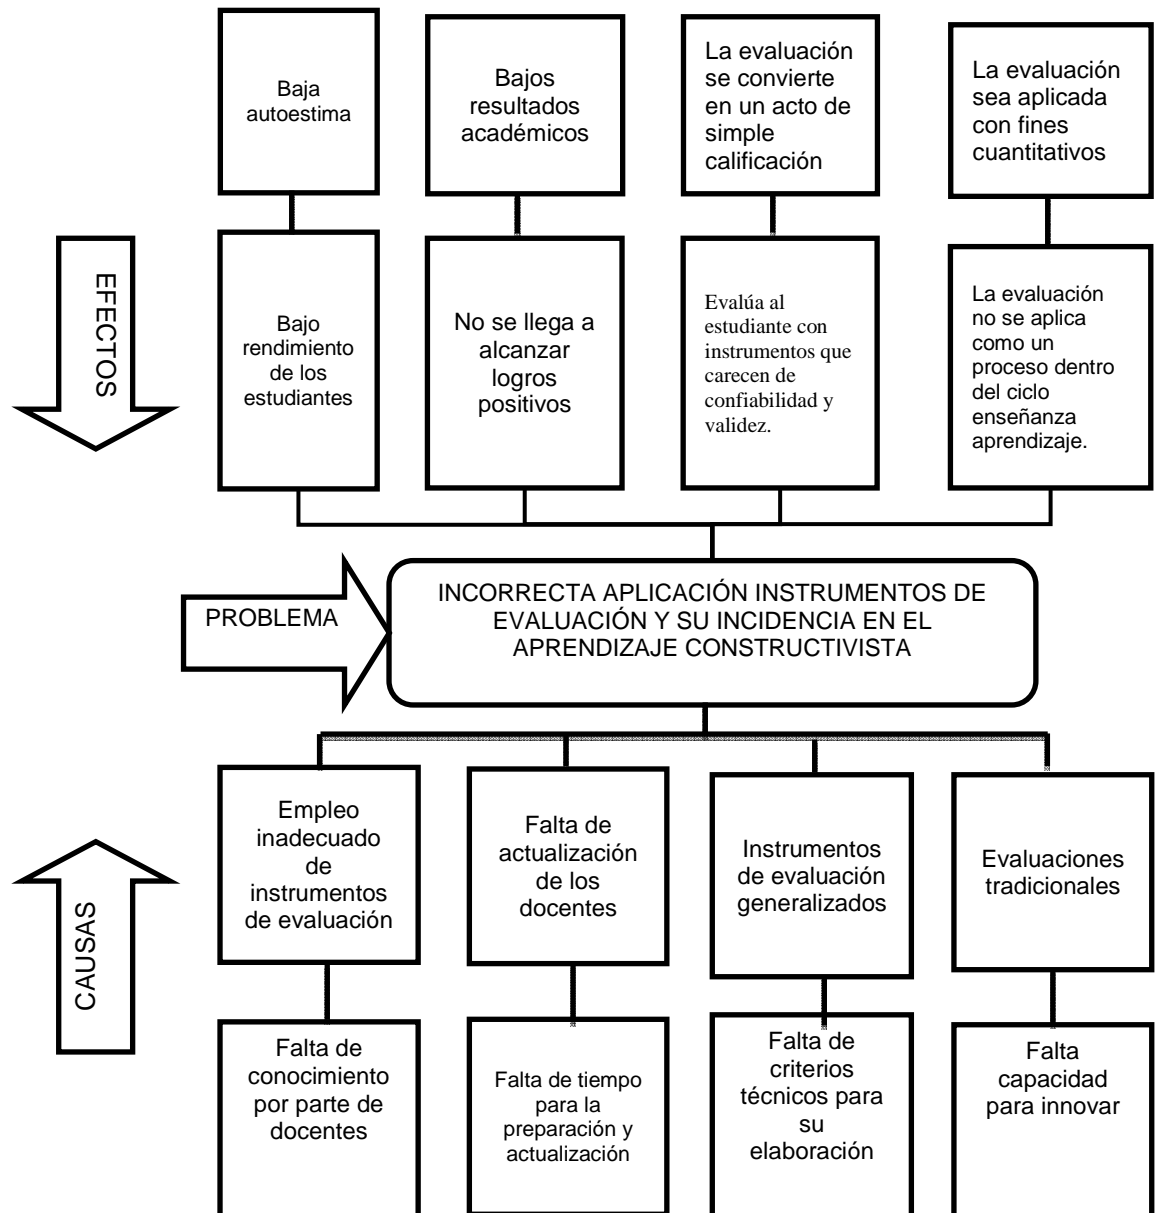 Baja
autoestima
Bajos
resultados
académicos
La evaluación
se convierte
en un acto de
simple
calificación
La evaluación
sea aplicada
con fines
cuantitativos
EFECTOS
Bajo
rendimiento
de los
estudiantes
No se llega a
alcanzar
logros
positivos
Evalúa al
estudiante con
instrumentos que
carecen de
confiabilidad y
validez.
La evaluación
no se aplica
como un
proceso dentro
del ciclo
enseñanza
aprendizaje.
PROBLEMA
INCORRECTA APLICACIÓN INSTRUMENTOS DE
EVALUACIÓN Y SU INCIDENCIA EN EL
APRENDIZAJE CONSTRUCTIVISTA
CAUSAS
Empleo
inadecuado
de
instrumentos
de evaluación
Falta de
actualización
de los
docentes
Instrumentos
de evaluación
generalizados
Evaluaciones
tradicionales
Falta de
conocimiento
por parte de
docentes
Falta de tiempo
para la
preparación y
actualización
Falta de
criterios
técnicos para
su
elaboración
Falta
capacidad
para innovar